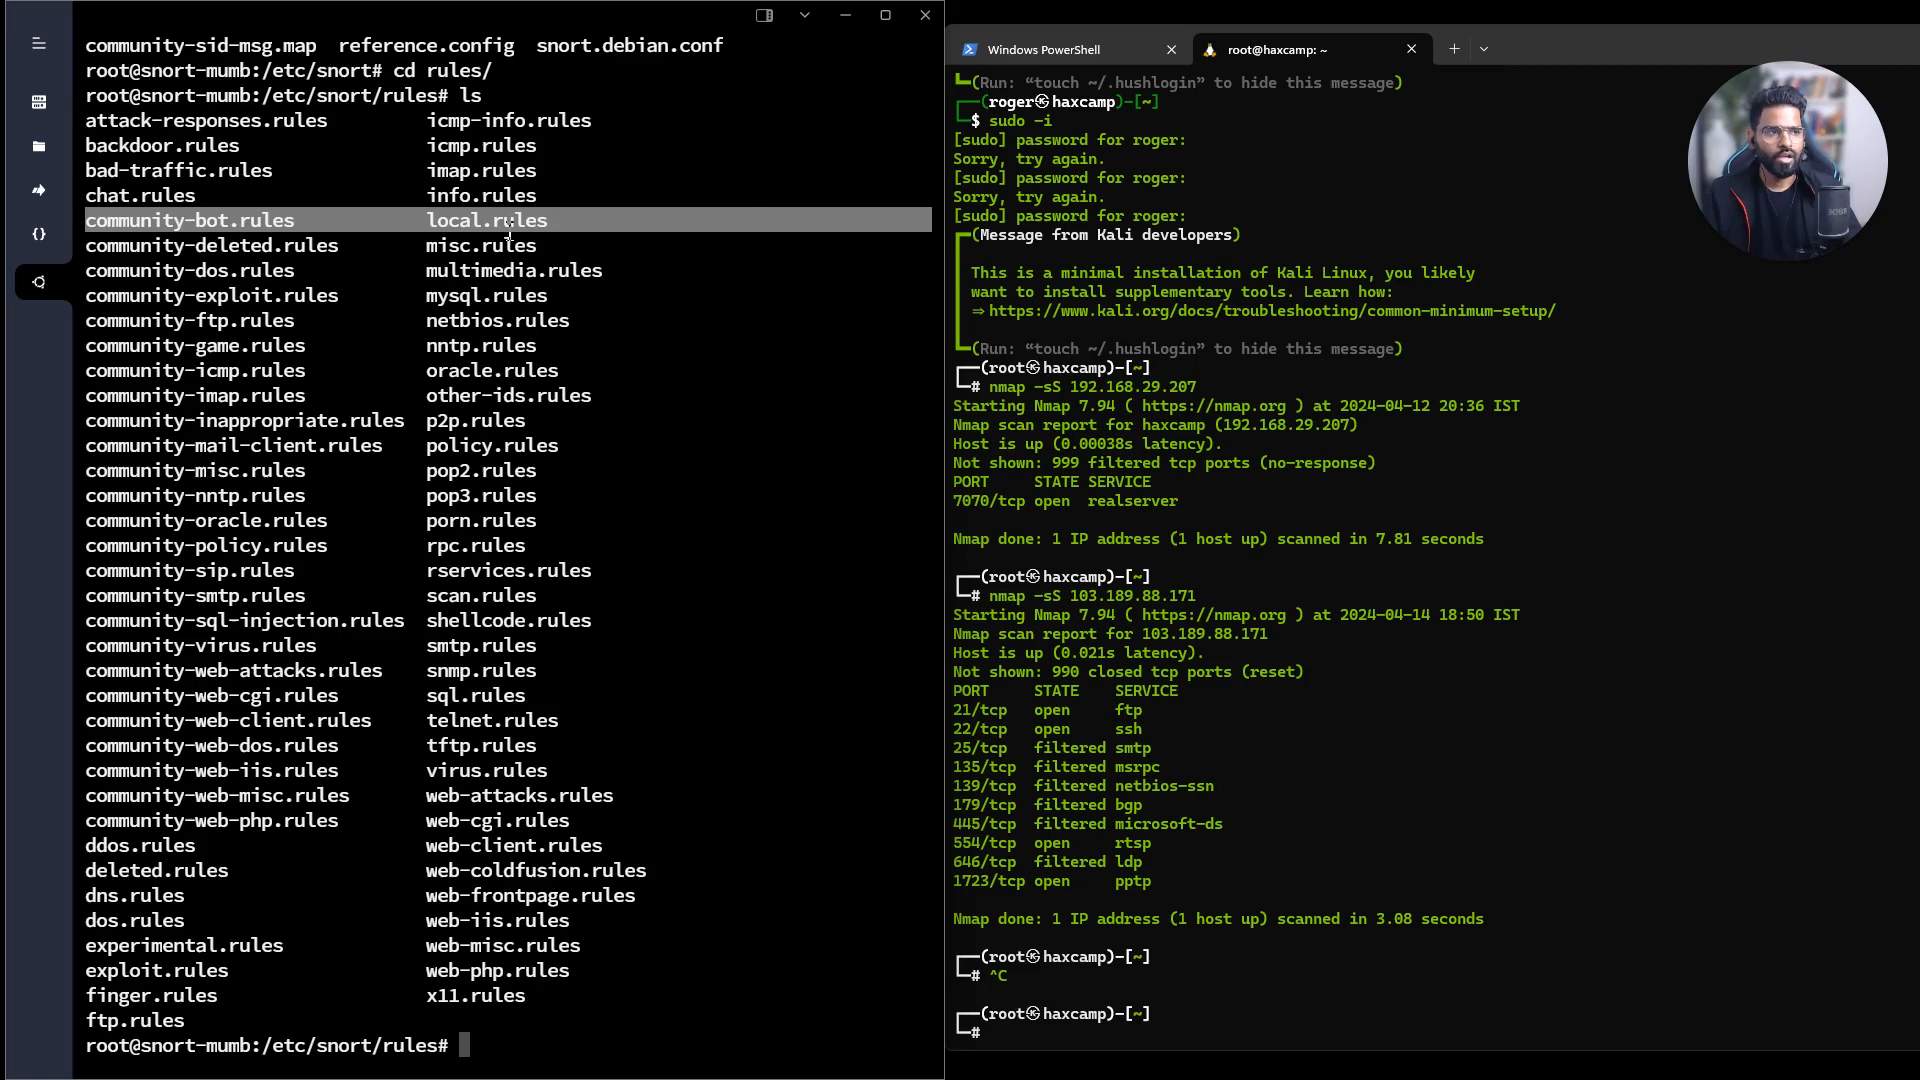 community-sid-msg.map  reference.config  snort.debian.conf
root@snort-mumb:/etc/snort# cd rules/
root@snort-mumb:/etc/snort/rules# ls
attack-responses.rules         icmp-info.rules
backdoor.rules                 icmp.rules
bad-traffic.rules              imap.rules
chat.rules                     info.rules
community-bot.rules            local.rules
community-deleted.rules        misc.rules
community-dos.rules            multimedia.rules
community-exploit.rules        mysql.rules
community-ftp.rules            netbios.rules
community-game.rules           nntp.rules
community-icmp.rules           oracle.rules
community-imap.rules           other-ids.rules
community-inappropriate.rules  p2p.rules
community-mail-client.rules    policy.rules
community-misc.rules           pop2.rules
community-nntp.rules           pop3.rules
community-oracle.rules         porn.rules
community-policy.rules         rpc.rules
community-sip.rules            rservices.rules
community-smtp.rules           scan.rules
community-sql-injection.rules  shellcode.rules
community-virus.rules          smtp.rules
community-web-attacks.rules    snmp.rules
community-web-cgi.rules        sql.rules
community-web-client.rules     telnet.rules
community-web-dos.rules        tftp.rules
community-web-iis.rules        virus.rules
community-web-misc.rules       web-attacks.rules
community-web-php.rules        web-cgi.rules
ddos.rules                     web-client.rules
deleted.rules                  web-coldfusion.rules
dns.rules                      web-frontpage.rules
dos.rules                      web-iis.rules
experimental.rules             web-misc.rules
exploit.rules                  web-php.rules
finger.rules                   x11.rules
ftp.rules
root@snort-mumb:/etc/snort/rules#
Windows PowerShell
root@haxcamp: ~
(Run: “touch ~/.hushlogin” to hide this message)
(roger㉿haxcamp)-[~]
$ sudo -i
[sudo] password for roger:
Sorry, try again.
[sudo] password for roger:
Sorry, try again.
[sudo] password for roger:
(Message from Kali developers)
This is a minimal installation of Kali Linux, you likely
want to install supplementary tools. Learn how:
⇒https://www.kali.org/docs/troubleshooting/common-minimum-setup/
(Run: “touch ~/.hushlogin” to hide this message)
(root㉿haxcamp)-[~]
# nmap -sS 192.168.29.207
Starting Nmap 7.94 ( https://nmap.org ) at 2024-04-12 20:36 IST
Nmap scan report for haxcamp (192.168.29.207)
Host is up (0.00038s latency).
Not shown: 999 filtered tcp ports (no-response)
PORT     STATE SERVICE
7070/tcp open  realserver
Nmap done: 1 IP address (1 host up) scanned in 7.81 seconds
(root㉿haxcamp)-[~]
# nmap -sS 103.189.88.171
Starting Nmap 7.94 ( https://nmap.org ) at 2024-04-14 18:50 IST
Nmap scan report for 103.189.88.171
Host is up (0.021s latency).
Not shown: 990 closed tcp ports (reset)
PORT     STATE    SERVICE
21/tcp   open     ftp
22/tcp   open     ssh
25/tcp   filtered smtp
135/tcp  filtered msrpc
139/tcp  filtered netbios-ssn
179/tcp  filtered bgp
445/tcp  filtered microsoft-ds
554/tcp  open     rtsp
646/tcp  filtered ldp
1723/tcp open     pptp
Nmap done: 1 IP address (1 host up) scanned in 3.08 seconds
(root㉿haxcamp)-[~]
# ^C
(root㉿haxcamp)-[~]
#